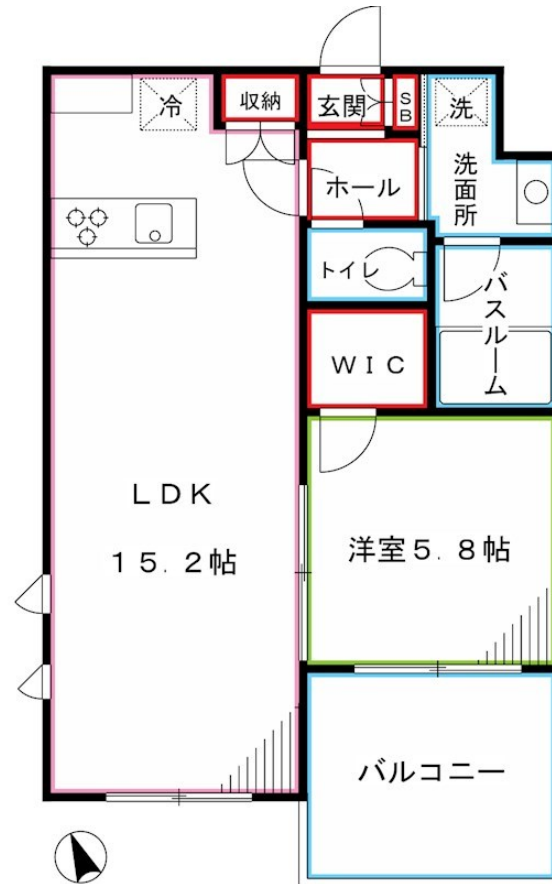 冷
収納
玄関
SB
洗
洗面所
ホール
トイレ
バスルーム
WIC
LDK
15.2帖
洋室5.8帖
バルコニー